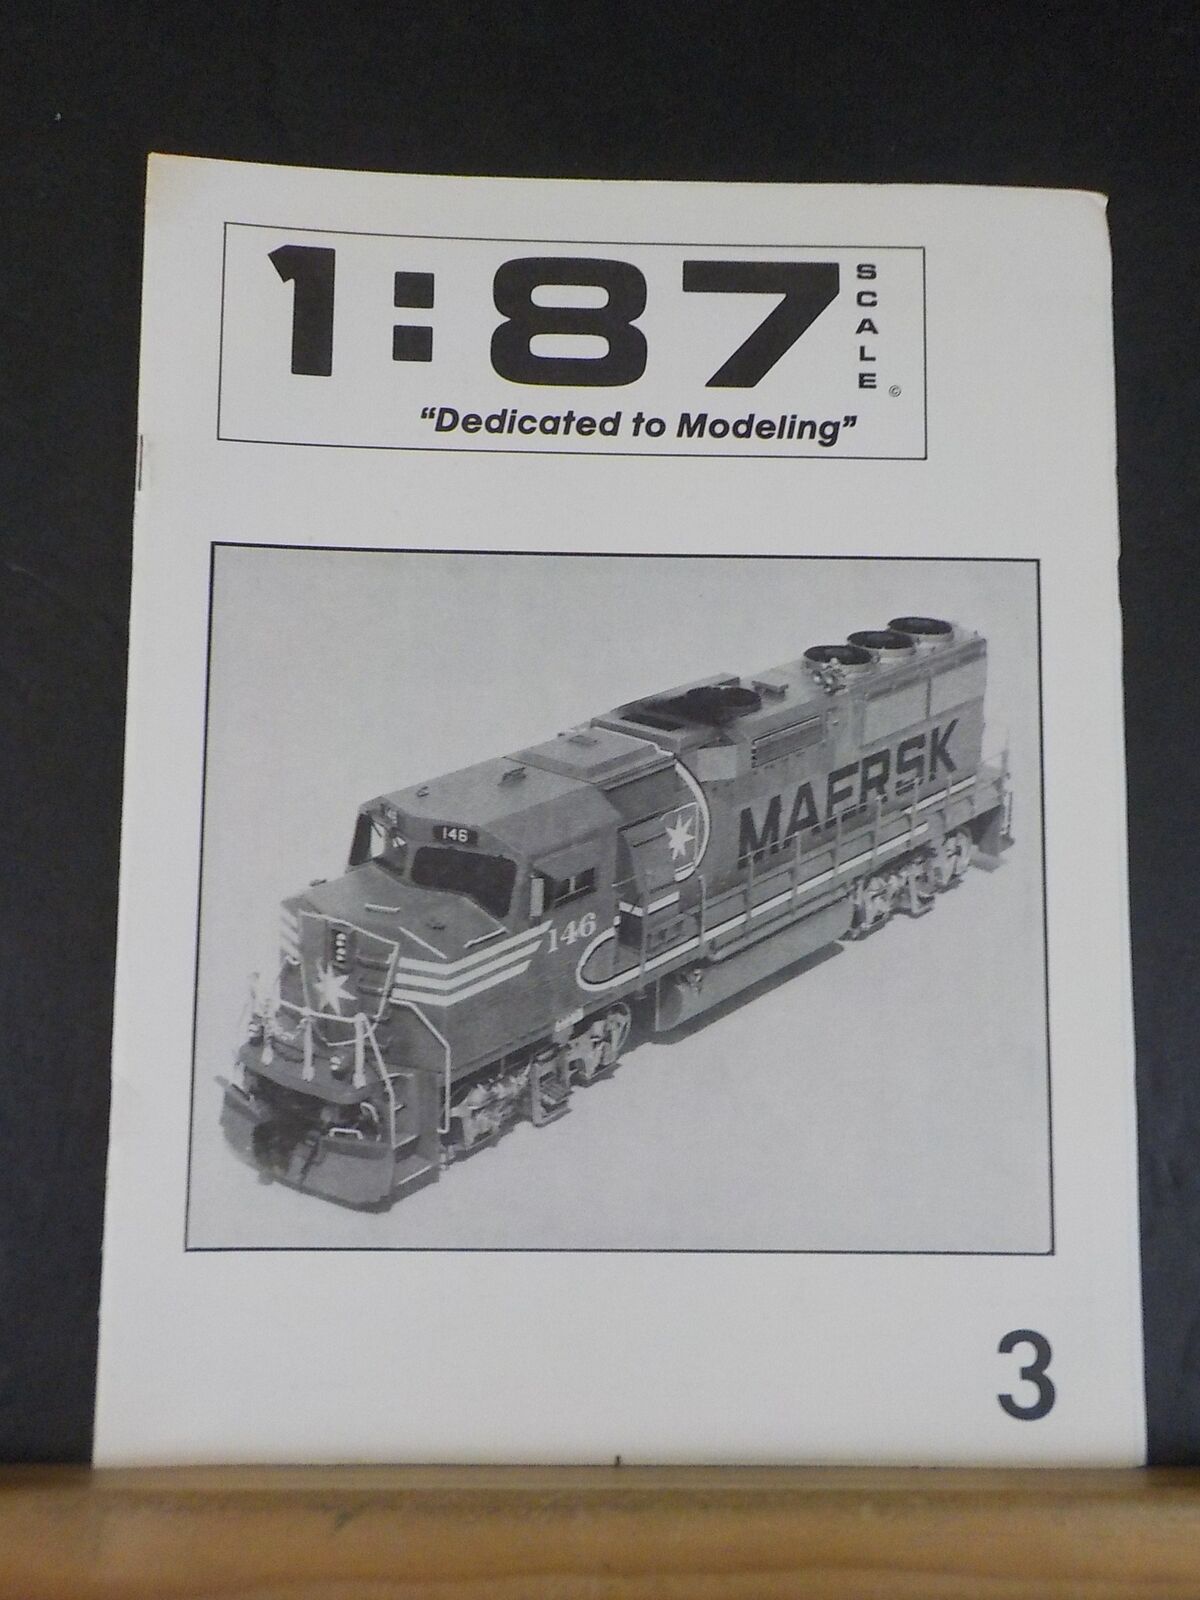 1:87
SCALE
©
"Dedicated to Modeling"
146
MAERSK
146
3